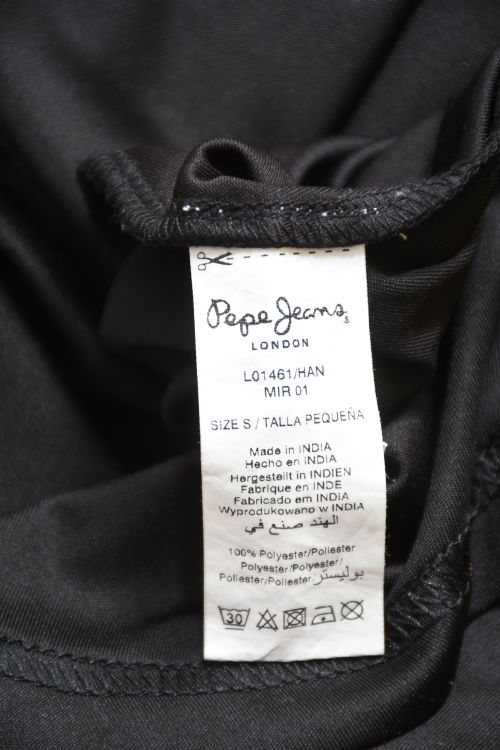 Pepe Jeans
LONDON
L01461/HAN
MIR 01
SIZE S / TALLA PEQUEÑA
Made in INDIA
Hecho en INDIA
Hergestellt in INDIEN
Fabrique en INDE
Fabricado em INDIA
Wyprodukowano w INDIA
الهند صنع في
100% Polyester/Poliester
Polyester/Polyester/
Poliester/Poliester/بوليستر
30